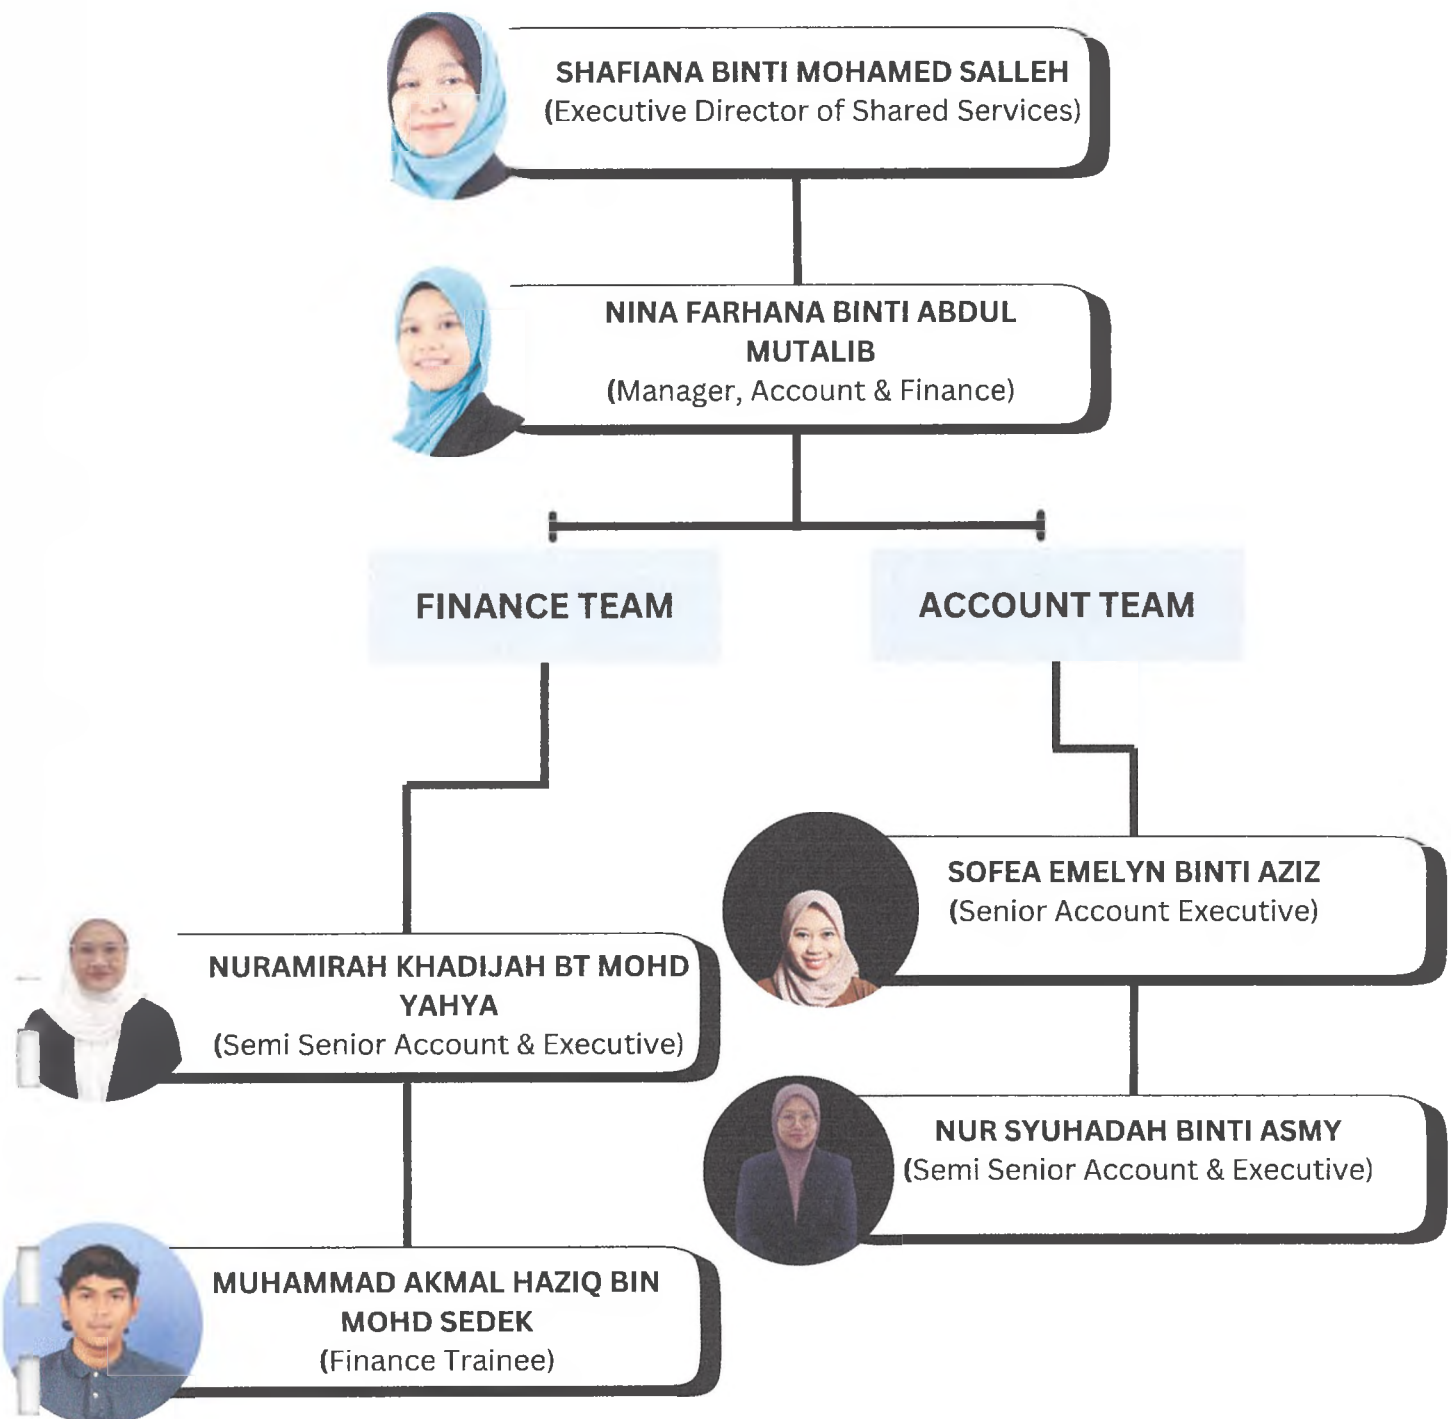 SHAFIANA BINTI MOHAMED SALLEH
(Executive Director of Shared Services)
NINA FARHANA BINTI ABDUL
MUTALIB
(Manager, Account & Finance)
FINANCE TEAM
ACCOUNT TEAM
NURAMIRAH KHADIJAH BT MOHD
YAHYA
(Semi Senior Account & Executive)
MUHAMMAD AKMAL HAZIQ BIN
MOHD SEDEK
(Finance Trainee)
SOFEA EMELYN BINTI AZIZ
(Senior Account Executive)
NUR SYUHADAH BINTI ASMY
(Semi Senior Account & Executive)